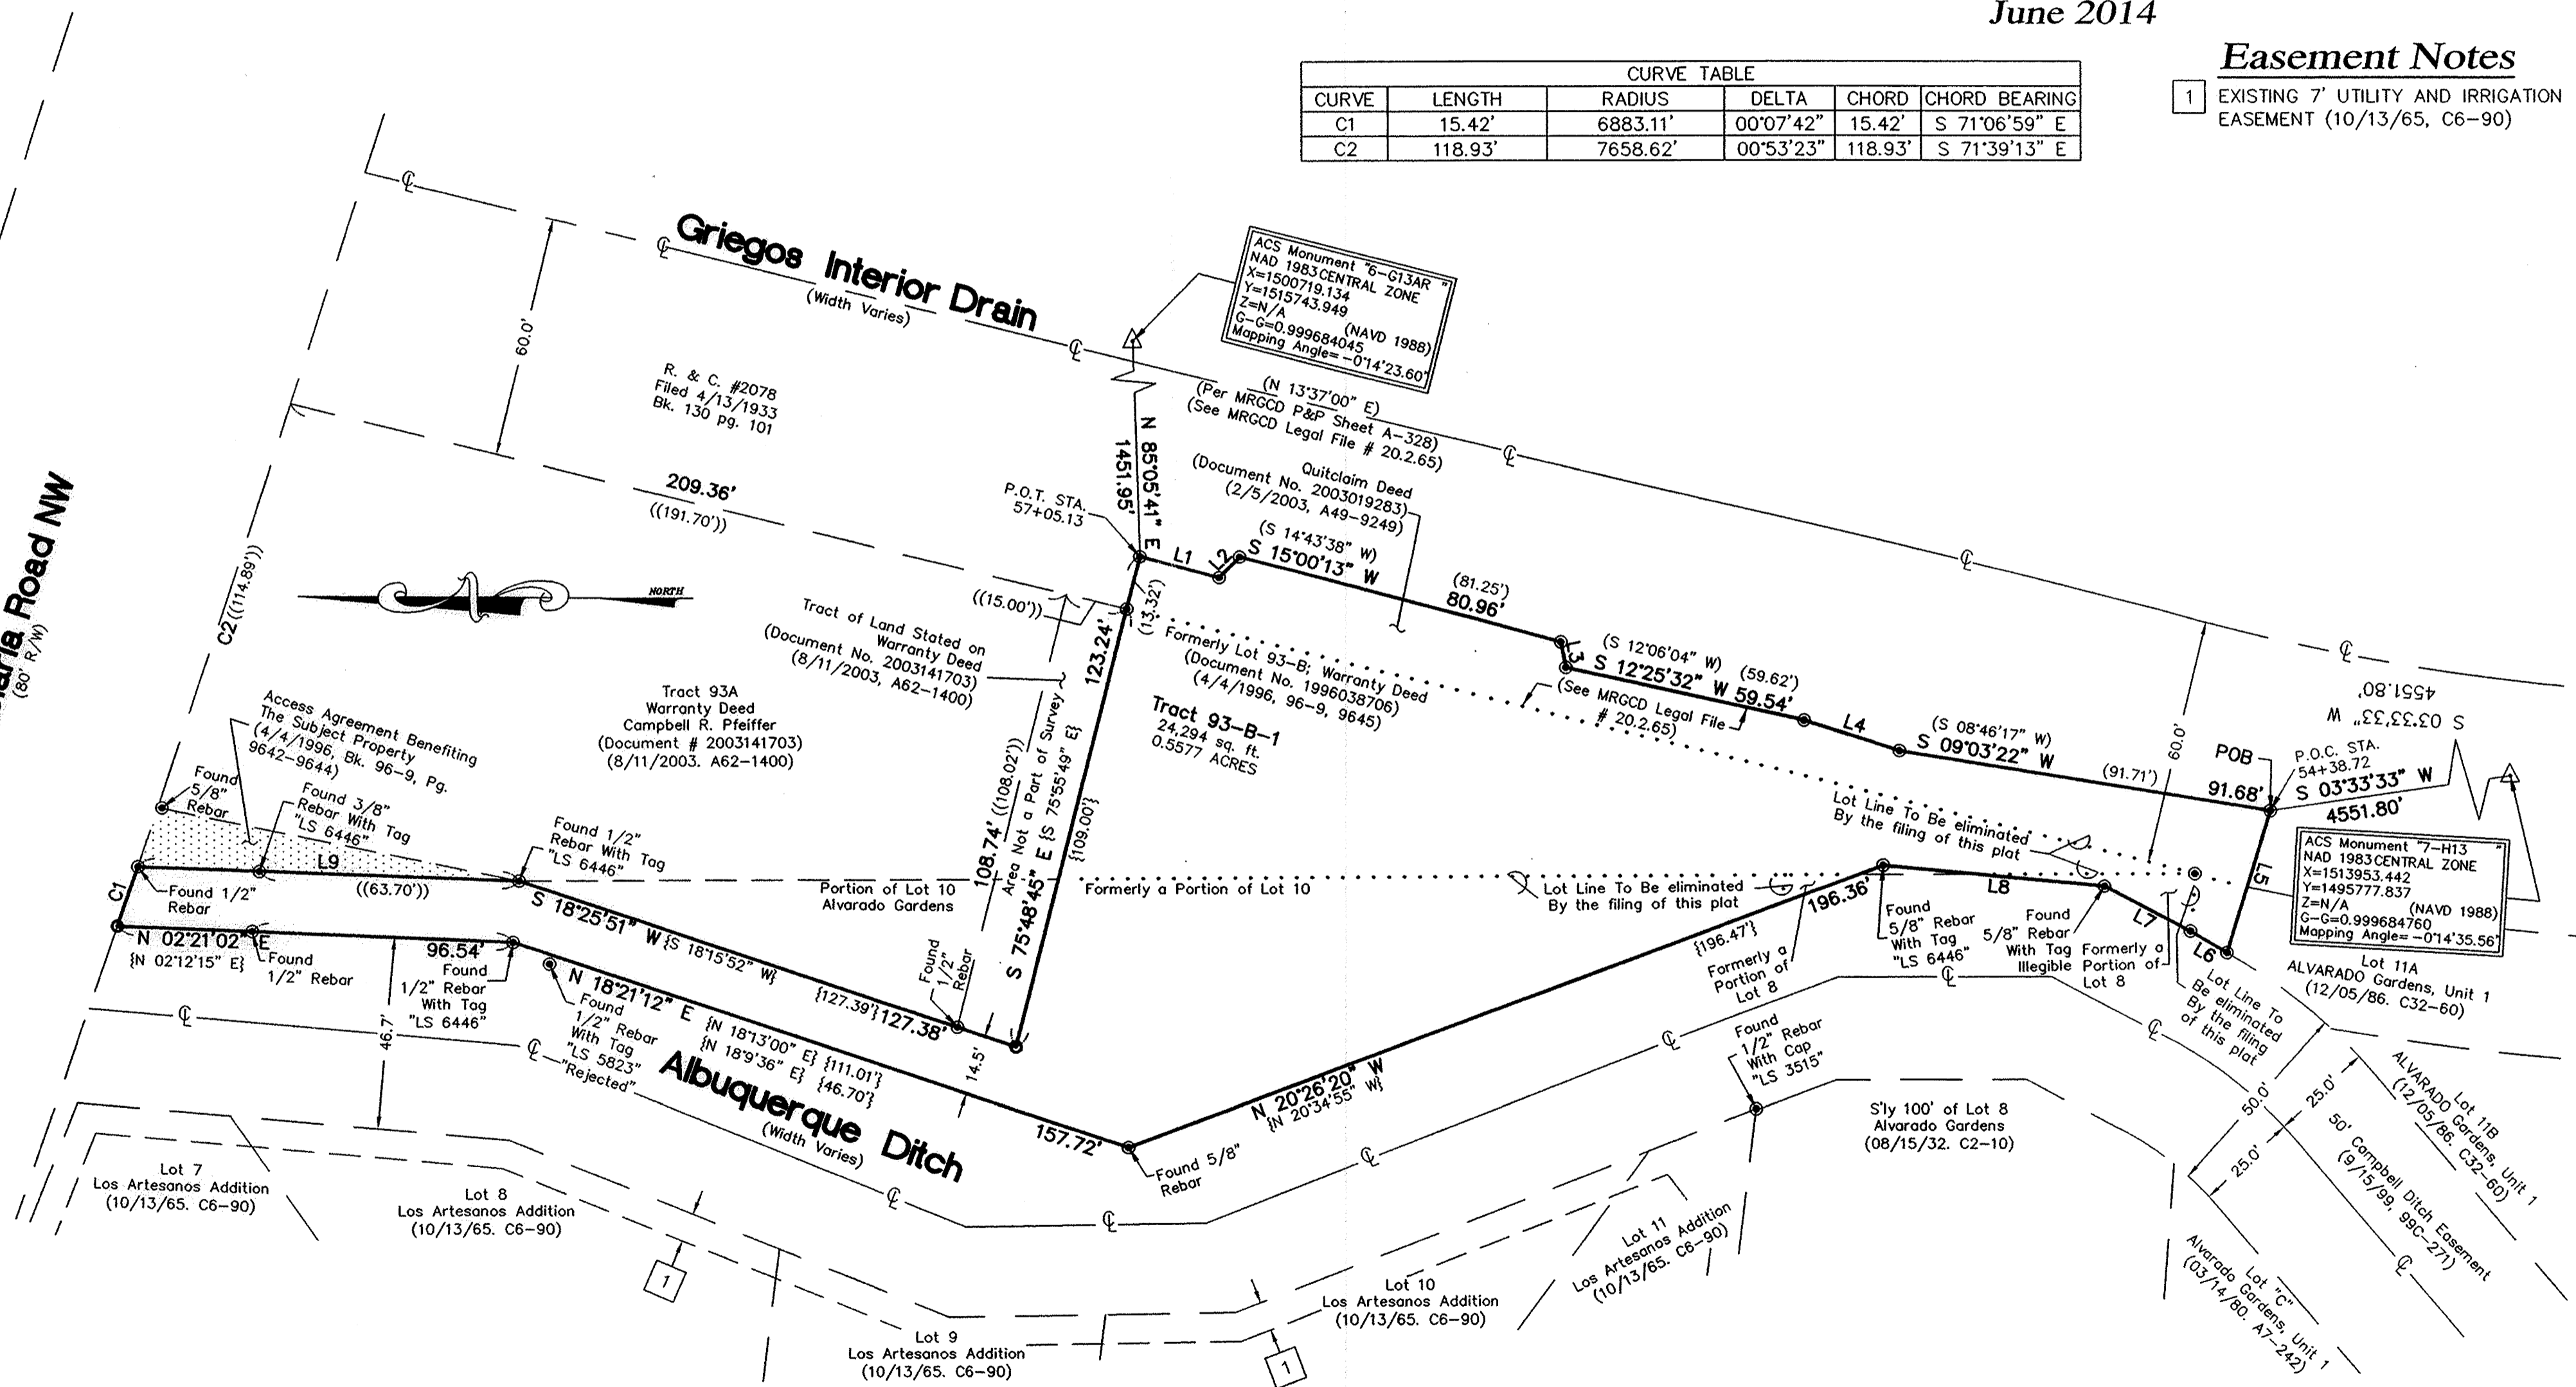 June 2014
Easement Notes
1 EXISTING 7' UTILITY AND IRRIGATION
EASEMENT (10/13/65, C6-90)
CURVE TABLE
CURVE LENGTH RADIUS DELTA CHORD CHORD BEARING
C1 15.42' 6883.11' 00°07'42" 15.42' S 71°06'59" E
C2 118.93' 7658.62' 00°53'23" 118.93' S 71°39'13" E
Griegos Interior Drain
(Width Varies)
60.0'
R. & C. #2078
Filed 4/13/1933
Bk. 130 pg. 101
ACS Monument "6-G13AR "
NAD 1983 CENTRAL ZONE
X=1500719.134
Y=1515743.949
Z=N/A (NAVD 1988)
G-G=0.999684045
Mapping Angle= -0°14'23.60"
(N 13°37'00" E)
(Per MRGCD P&P Sheet A-328)
(See MRGCD Legal File # 20.2.65)
N 85°05'41" E
1451.95'
209.36'
((191.70'))
P.O.T. STA.
57+05.13
Quitclaim Deed
(Document No. 2003019283)
(2/5/2003, A49-9249)
L1
L2
(S 14°43'38" W)
S 15°00'13" W
(81.25')
80.96'
L3
(S 12°06'04" W) (59.62')
S 12°25'32" W 59.54'
(See MRGCD Legal File
# 20.2.65)
L4
(S 08°46'17" W)
S 09°03'22" W
(91.71')
91.68'
60.0'
POB
P.O.C. STA.
54+38.72
S 03°33'33" W
4551.80'
S 03°33'33" W
4551.80'
ACS Monument "7-H13 "
NAD 1983 CENTRAL ZONE
X=1513953.442
Y=1495777.837
Z=N/A (NAVD 1988)
G-G=0.999684760
Mapping Angle= -0°14'35.56"
Road NW
(80' R/W)
C2 ((114.89'))
NORTH
((15.00'))
(13.32')
123.24'
Tract of Land Stated on
Warranty Deed
(Document No. 2003141703)
(8/11/2003, A62-1400)
Formerly Lot 93-B; Warranty Deed
(Document No. 1996038706)
(4/4/1996, 96-9, 9645)
Tract 93-B-1
24,294 sq. ft.
0.5577 ACRES
Tract 93A
Warranty Deed
Campbell R. Pfeiffer
(Document # 2003141703)
(8/11/2003. A62-1400)
Access Agreement Benefiting
The Subject Property
(4/4/1996, Bk. 96-9, Pg.
9642-9644)
Found
5/8"
Rebar
Found 3/8"
Rebar With Tag
"LS 6446"
Found 1/2"
Rebar With Tag
"LS 6446"
L9
((63.70'))
C1
Found 1/2"
Rebar
108.74' ((108.02'))
Area Not a Part of Survey
S 75°48'45" E {S 75°55'49" E}
{109.00'}
Portion of Lot 10
Alvarado Gardens
Formerly a Portion of Lot 10
Lot Line To Be eliminated
By the filing of this plat
Lot Line To Be eliminated
By the filing of this plat
S 18°25'51" W {S 18°15'52" W}
{127.39'} 127.38'
Found
1/2"
Rebar
N 02°21'02" E
{N 02°12'15" E}
96.54'
Found
1/2" Rebar
Found
1/2" Rebar
With Tag
"LS 6446"
46.7'
N 18°21'12" E
{N 18°13'00" E} {111.01'}
{N 18°9'36" E} {46.70'}
Found
1/2" Rebar
With Tag
"LS 5823"
"Rejected"
14.5'
157.72'
Albuquerque Ditch
(Width Varies)
Found 5/8"
Rebar
N 20°26'20" W
{N 20°34'55" W}
196.36'
{196.47'}
Formerly a
Portion of
Lot 8
Found
5/8" Rebar
With Tag
"LS 6446"
L8
Found
5/8" Rebar
With Tag
Illegible
Formerly a
Portion of
Lot 8
L7
L6
L5
Lot Line To
Be eliminated
By the filing
of this plat
Lot 11A
ALVARADO Gardens, Unit 1
(12/05/86. C32-60)
Lot 11B
ALVARADO Gardens, Unit 1
(12/05/86. C32-60)
50.0'
25.0'
25.0'
50' Campbell Ditch Easement
(9/15/99, 99C-271)
Lot "C"
Alvarado Gardens, Unit 1
(03/14/80. A7-242)
Found
1/2" Rebar
With Cap
"LS 3515"
S'ly 100' of Lot 8
Alvarado Gardens
(08/15/32. C2-10)
Lot 7
Los Artesanos Addition
(10/13/65. C6-90)
Lot 8
Los Artesanos Addition
(10/13/65. C6-90)
1
Lot 9
Los Artesanos Addition
(10/13/65. C6-90)
1
Lot 10
Los Artesanos Addition
(10/13/65. C6-90)
Lot 11
Los Artesanos Addition
(10/13/65. C6-90)